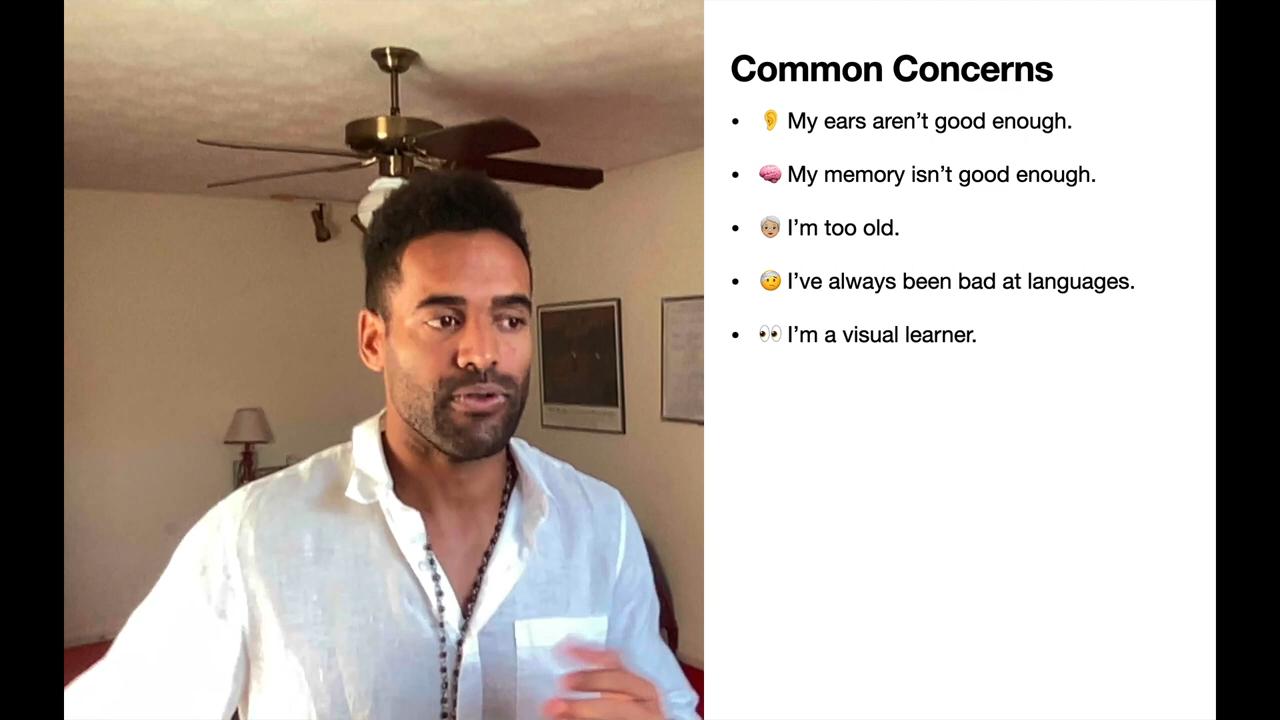 Common Concerns
• 👂 My ears aren’t good enough.
• 🧠 My memory isn’t good enough.
• 🧓🏼 I’m too old.
• 🤕 I’ve always been bad at languages.
• 👀 I’m a visual learner.